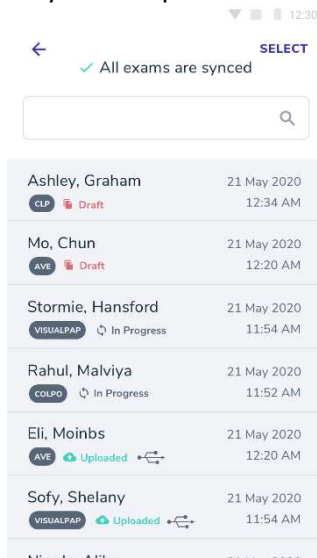 12:30
SELECT
All exams are synced
Ashley, Graham 21 May 2020
CLP Draft 12:34 AM
Mo, Chun 21 May 2020
AVE Draft 12:20 AM
Stormie, Hansford 21 May 2020
VISUALPAP In Progress 11:54 AM
Rahul, Malviya 21 May 2020
COLPO In Progress 11:52 AM
Eli, Moinbs 21 May 2020
AVE Uploaded 12:20 AM
Sofy, Shelany 21 May 2020
VISUALPAP Uploaded 11:54 AM